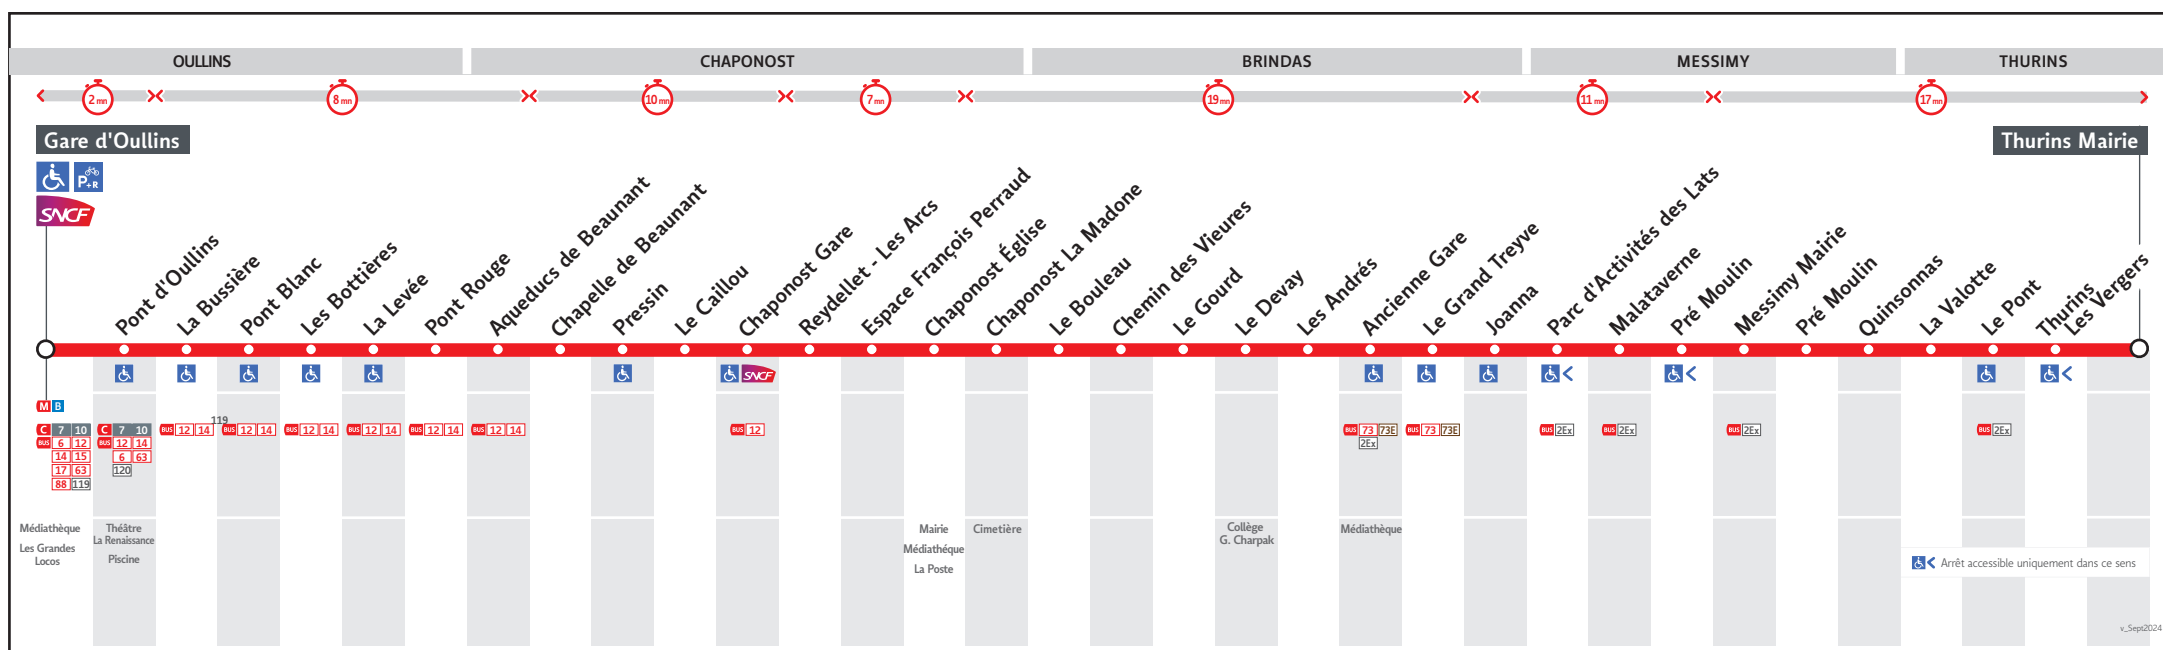 OULLINS
CHAPONOST
BRINDAS
MESSIMY
THURINS
2 mn
8 mn
10 mn
7 mn
19 mn
11 mn
17 mn
Gare d'Oullins
Thurins Mairie
P+R
SNCF
Pont d'Oullins
La Bussière
Pont Blanc
Les Bottières
La Levée
Pont Rouge
Aqueducs de Beaunant
Chapelle de Beaunant
Pressin
Le Caillou
Chaponost Gare
Reydellet - Les Arcs
Espace François Perraud
Chaponost Église
Chaponost La Madone
Le Bouleau
Chemin des Vieures
Le Gourd
Le Devay
Les Andrés
Ancienne Gare
Le Grand Treyve
Joanna
Parc d'Activités des Lats
Malataverne
Pré Moulin
Messimy Mairie
Pré Moulin
Quinsonnas
La Valotte
Le Pont
Thurins
Les Vergers
SNCF
M B
C 7 10
BUS 6 12
14 15
17 63
88 119
C 7 10
BUS 12 14
6 63
120
BUS 12 14
119
BUS 12 14
BUS 12 14
BUS 12 14
BUS 12 14
BUS 12 14
BUS 12
BUS 73 73E
2Ex
BUS 73 73E
BUS 2Ex
BUS 2Ex
BUS 2Ex
BUS 2Ex
Médiathèque
Les Grandes
Locos
Théâtre
La Renaissance
Piscine
Mairie
Médiathéque
La Poste
Cimetière
Collège
G. Charpak
Médiathèque
Arrêt accessible uniquement dans ce sens
v_Sept2024